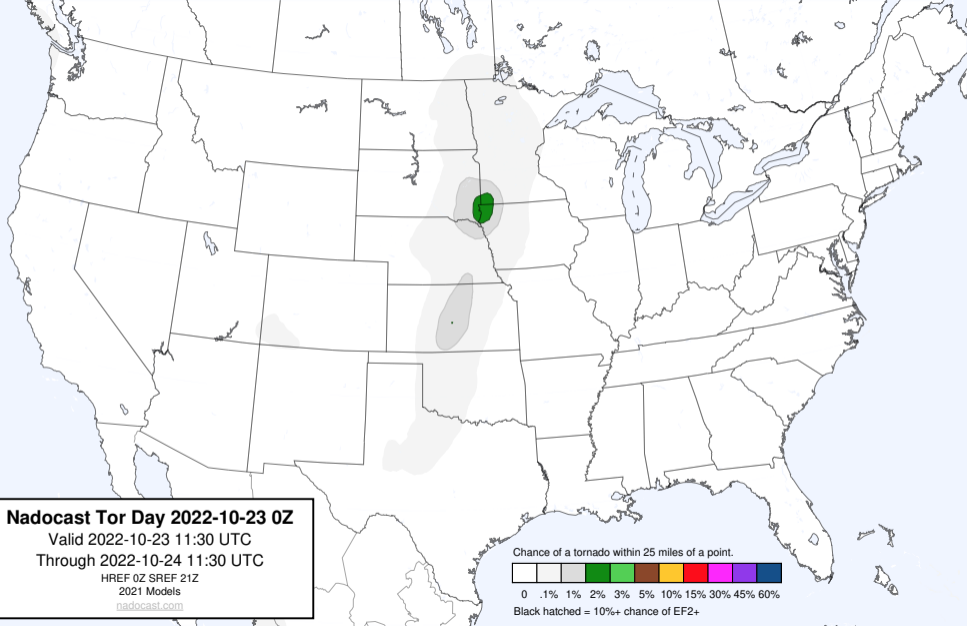 Nadocast Tor Day 2022-10-23 0Z
Valid 2022-10-23 11:30 UTC
Through 2022-10-24 11:30 UTC
HREF 0Z SREF 21Z
2021 Models
nadocast.com
Chance of a tornado within 25 miles of a point.
0 .1% 1% 2% 3% 5% 10% 15% 30% 45% 60%
Black hatched = 10%+ chance of EF2+